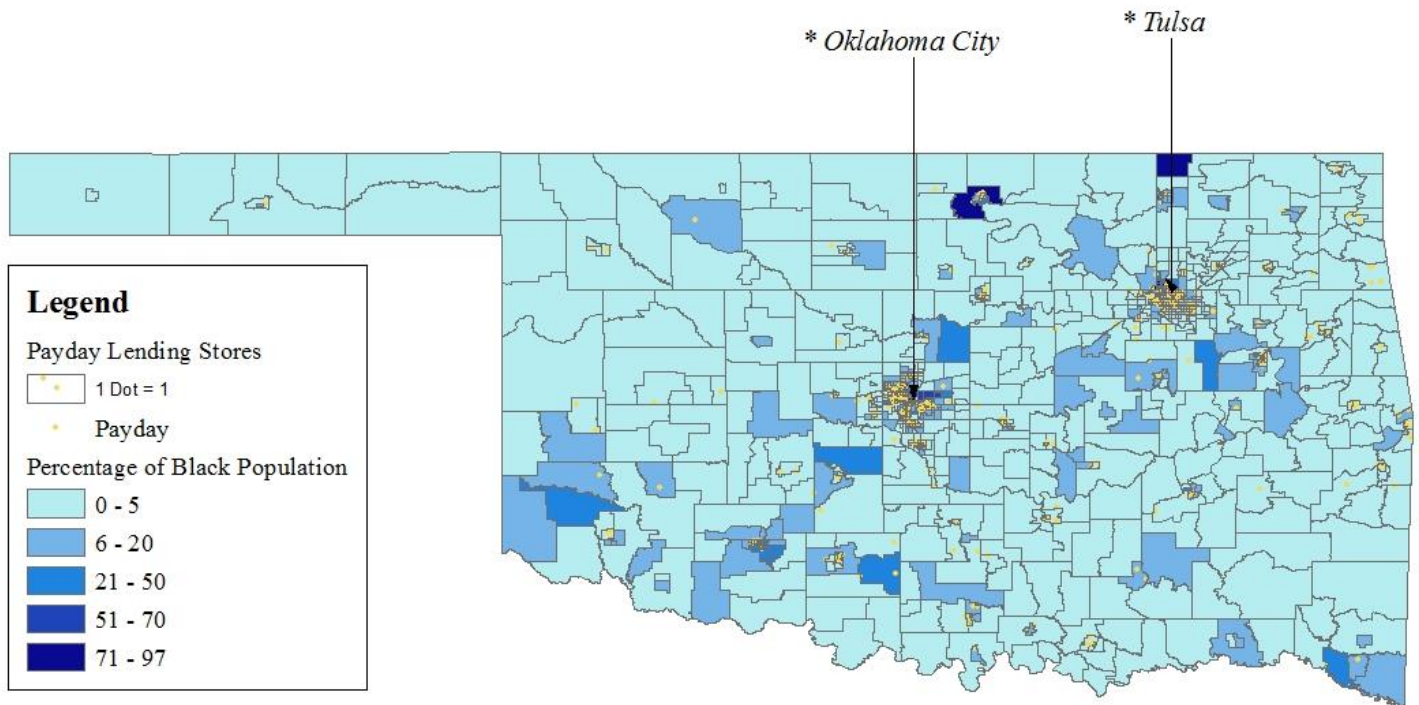 * Tulsa
* Oklahoma City
Legend
Payday Lending Stores
1 Dot = 1
Payday
Percentage of Black Population
0 - 5
6 - 20
21 - 50
51 - 70
71 - 97